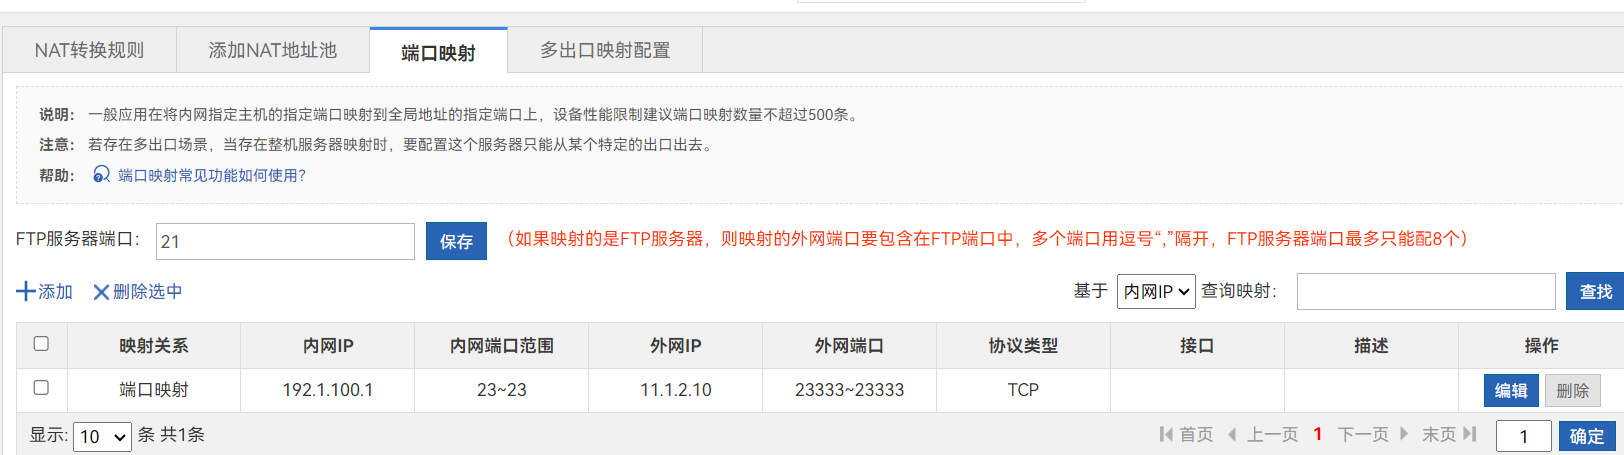 NAT转换规则 添加NAT地址池 端口映射 多出口映射配置
说明： 一般应用在将内网指定主机的指定端口映射到全局地址的指定端口上，设备性能限制建议端口映射数量不超过500条。
注意： 若存在多出口场景，当存在整机服务器映射时，要配置这个服务器只能从某个特定的出口出去。
帮助： 端口映射常见功能如何使用？
FTP服务器端口： 21 保存 （如果映射的是FTP服务器，则映射的外网端口要包含在FTP端口中，多个端口用逗号“,”隔开，FTP服务器端口最多只能配8个）
添加 删除选中 基于 内网IP 查询映射： 查找
映射关系 内网IP 内网端口范围 外网IP 外网端口 协议类型 接口 描述 操作
端口映射 192.1.100.1 23~23 11.1.2.10 23333~23333 TCP 编辑 删除
显示: 10 条 共1条 首页 上一页 1 下一页 末页 1 确定